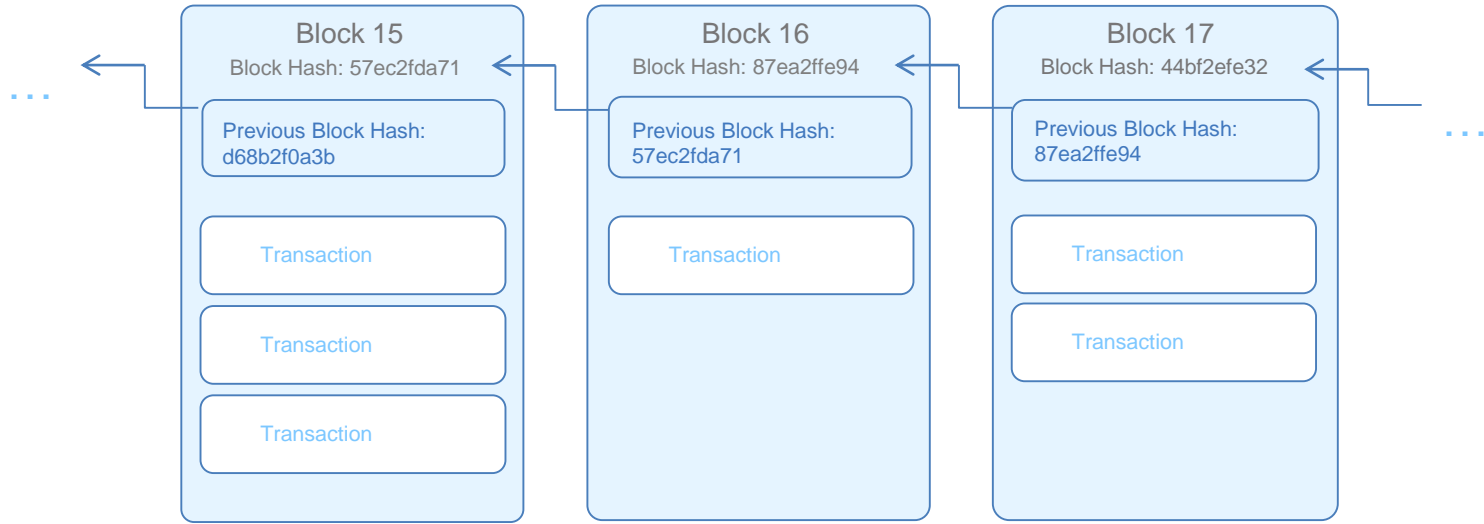 ...
Block 15
Block Hash: 57ec2fda71
Previous Block Hash:
d68b2f0a3b
Transaction
Transaction
Transaction
Block 16
Block Hash: 87ea2ffe94
Previous Block Hash:
57ec2fda71
Transaction
Block 17
Block Hash: 44bf2efe32
Previous Block Hash:
87ea2ffe94
Transaction
Transaction
...